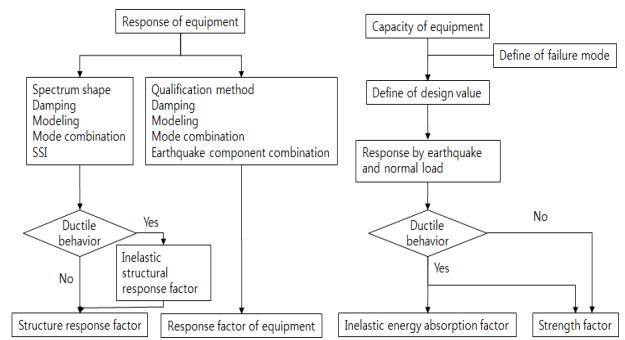 Response of equipment
Spectrum shape
Damping
Modeling
Mode combination
SSI
Qualification method
Damping
Modeling
Mode combination
Earthquake component combination
Ductile
behavior
Yes
No
Inelastic
structural
response factor
Structure response factor
Response factor of equipment
Capacity of equipment
Define of failure mode
Define of design value
Response by earthquake
and normal load
Ductile
behavior
No
Yes
Inelastic energy absorption factor
Strength factor